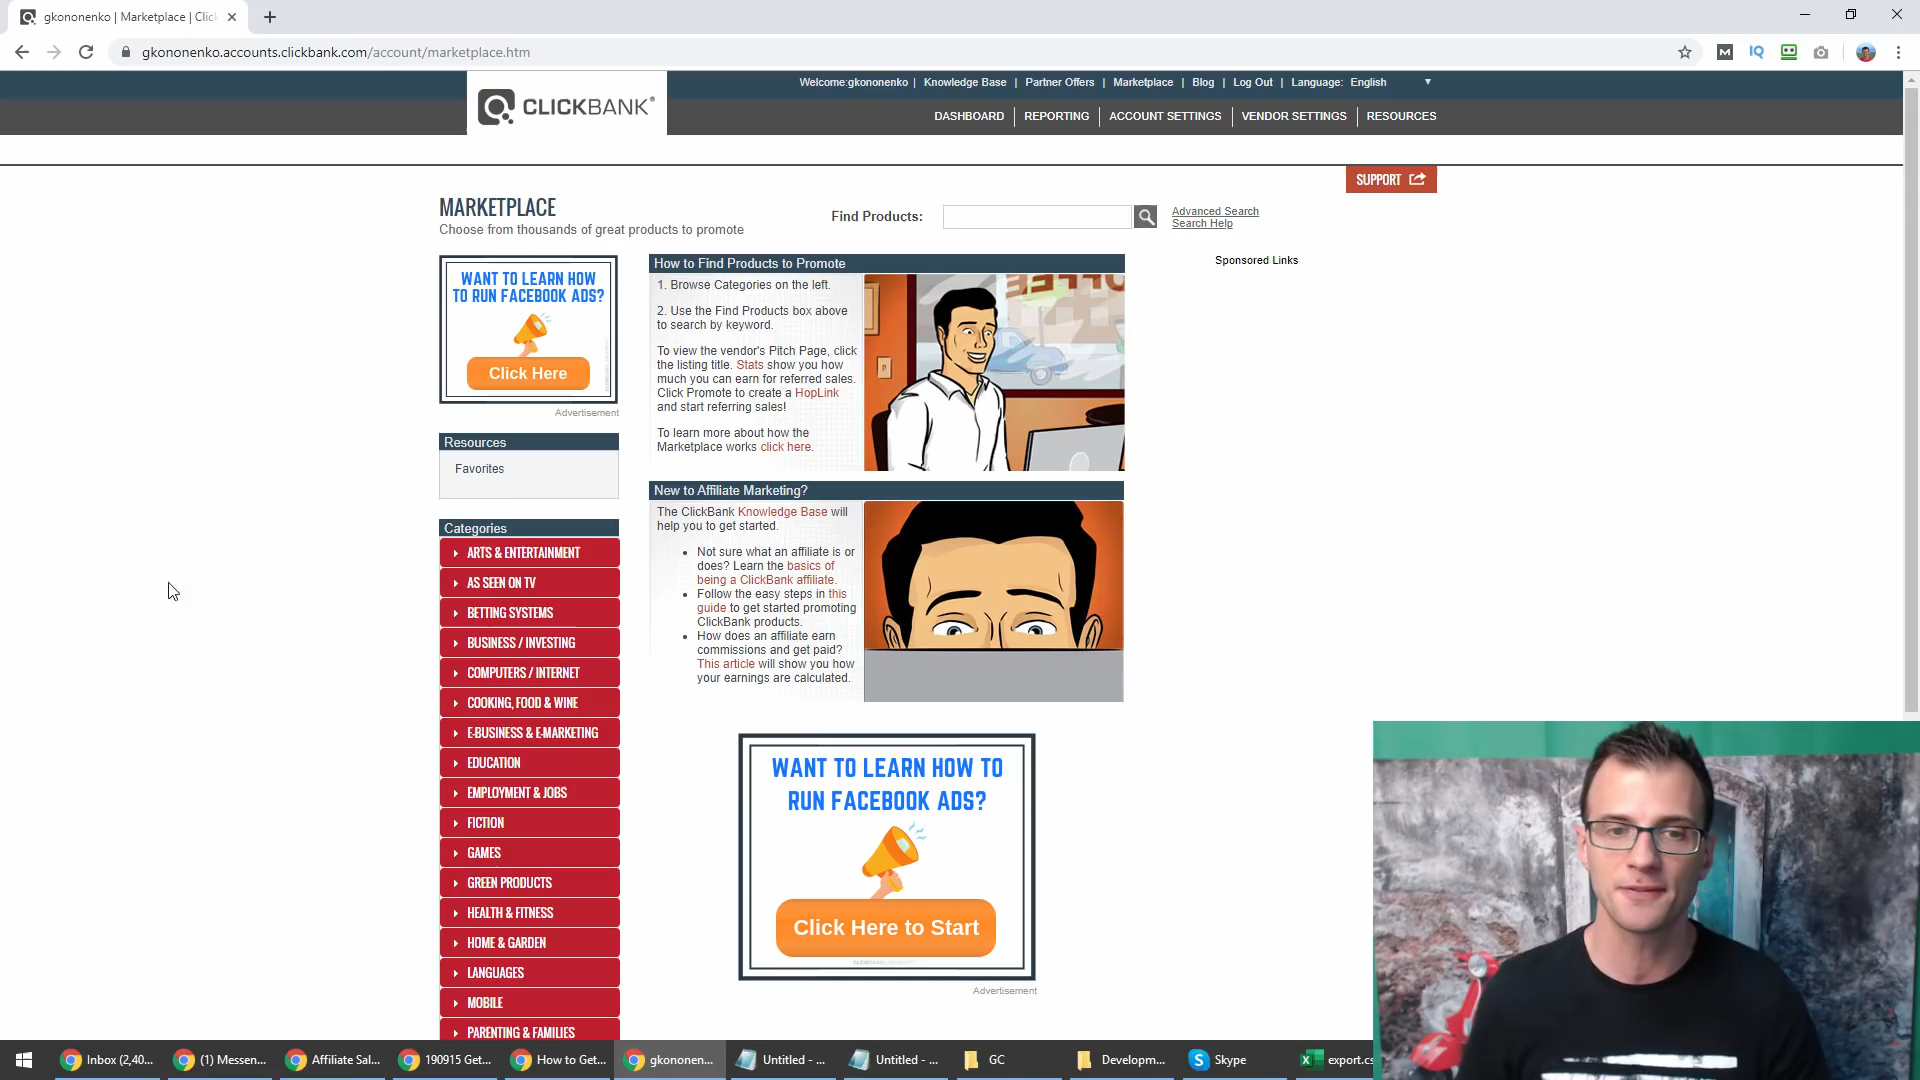 gkononenko | Marketplace | Clic
gkononenko.accounts.clickbank.com/account/marketplace.htm
Welcome:gkononenko | Knowledge Base | Partner Offers | Marketplace | Blog | Log Out | Language: English
CLICKBANK®
DASHBOARD | REPORTING | ACCOUNT SETTINGS | VENDOR SETTINGS | RESOURCES
SUPPORT
MARKETPLACE
Choose from thousands of great products to promote
Find Products:
Advanced Search
Search Help
WANT TO LEARN HOW
TO RUN FACEBOOK ADS?
Click Here
Advertisement
Resources
Favorites
Categories
ARTS & ENTERTAINMENT
AS SEEN ON TV
BETTING SYSTEMS
BUSINESS / INVESTING
COMPUTERS / INTERNET
COOKING, FOOD & WINE
E-BUSINESS & E-MARKETING
EDUCATION
EMPLOYMENT & JOBS
FICTION
GAMES
GREEN PRODUCTS
HEALTH & FITNESS
HOME & GARDEN
LANGUAGES
MOBILE
PARENTING & FAMILIES
How to Find Products to Promote
1. Browse Categories on the left.
2. Use the Find Products box above
to search by keyword.
To view the vendor's Pitch Page, click
the listing title. Stats show you how
much you can earn for referred sales.
Click Promote to create a HopLink
and start referring sales!
To learn more about how the
Marketplace works click here.
New to Affiliate Marketing?
The ClickBank Knowledge Base will
help you to get started.
• Not sure what an affiliate is or
does? Learn the basics of
being a ClickBank affiliate.
• Follow the easy steps in this
guide to get started promoting
ClickBank products.
• How does an affiliate earn
commissions and get paid?
This article will show you how
your earnings are calculated.
WANT TO LEARN HOW TO
RUN FACEBOOK ADS?
Click Here to Start
Advertisement
Sponsored Links
Inbox (2,40...
(1) Messen...
Affiliate Sal...
190915 Get...
How to Get...
gkononen...
Untitled - ...
Untitled - ...
GC
Developm...
Skype
export.cs